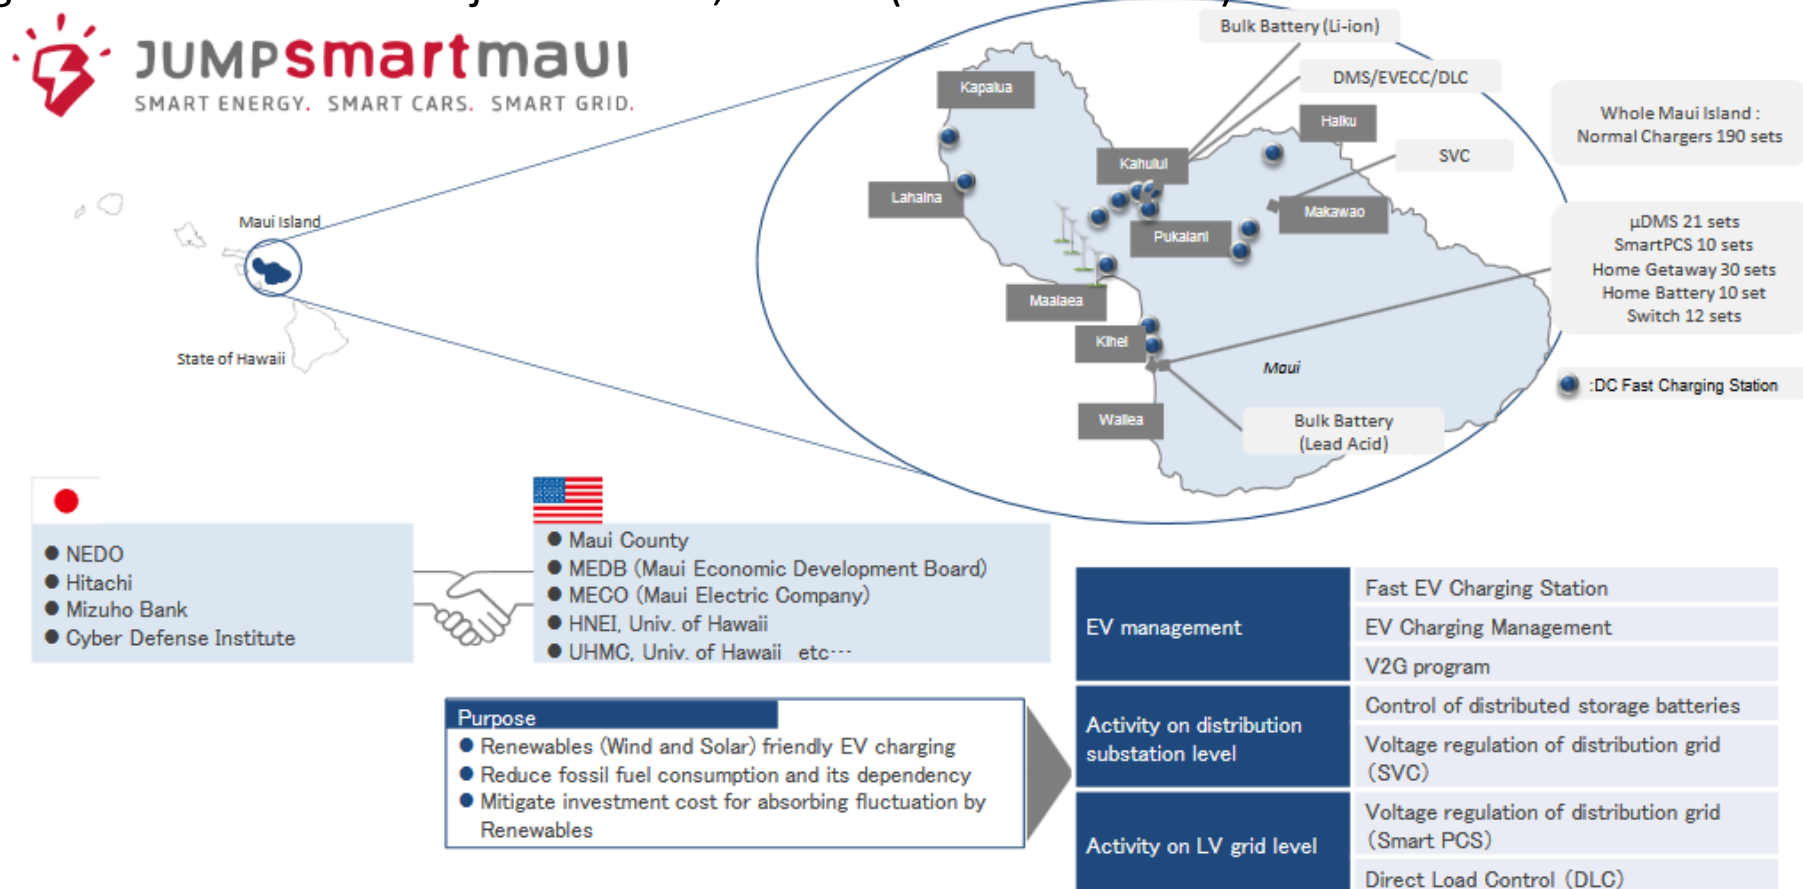 JUMPsmartmaui
SMART ENERGY. SMART CARS. SMART GRID.
Maui Island
State of Hawaii
Bulk Battery (Li-ion)
DMS/EVECC/DLC
Kapalua
Haiku
Whole Maui Island :
Normal Chargers 190 sets
Kahului
SVC
Lahaina
Makawao
Pukalani
μDMS 21 sets
SmartPCS 10 sets
Home Getaway 30 sets
Home Battery 10 set
Switch 12 sets
Maalaea
Kihei
Maui
:DC Fast Charging Station
Wailea
Bulk Battery
(Lead Acid)
● NEDO
● Hitachi
● Mizuho Bank
● Cyber Defense Institute
● Maui County
● MEDB (Maui Economic Development Board)
● MECO (Maui Electric Company)
● HNEI, Univ. of Hawaii
● UHMC, Univ. of Hawaii etc…
Purpose
● Renewables (Wind and Solar) friendly EV charging
● Reduce fossil fuel consumption and its dependency
● Mitigate investment cost for absorbing fluctuation by
Renewables
EV management
Fast EV Charging Station
EV Charging Management
V2G program
Activity on distribution
substation level
Control of distributed storage batteries
Voltage regulation of distribution grid
(SVC)
Activity on LV grid level
Voltage regulation of distribution grid
(Smart PCS)
Direct Load Control (DLC)